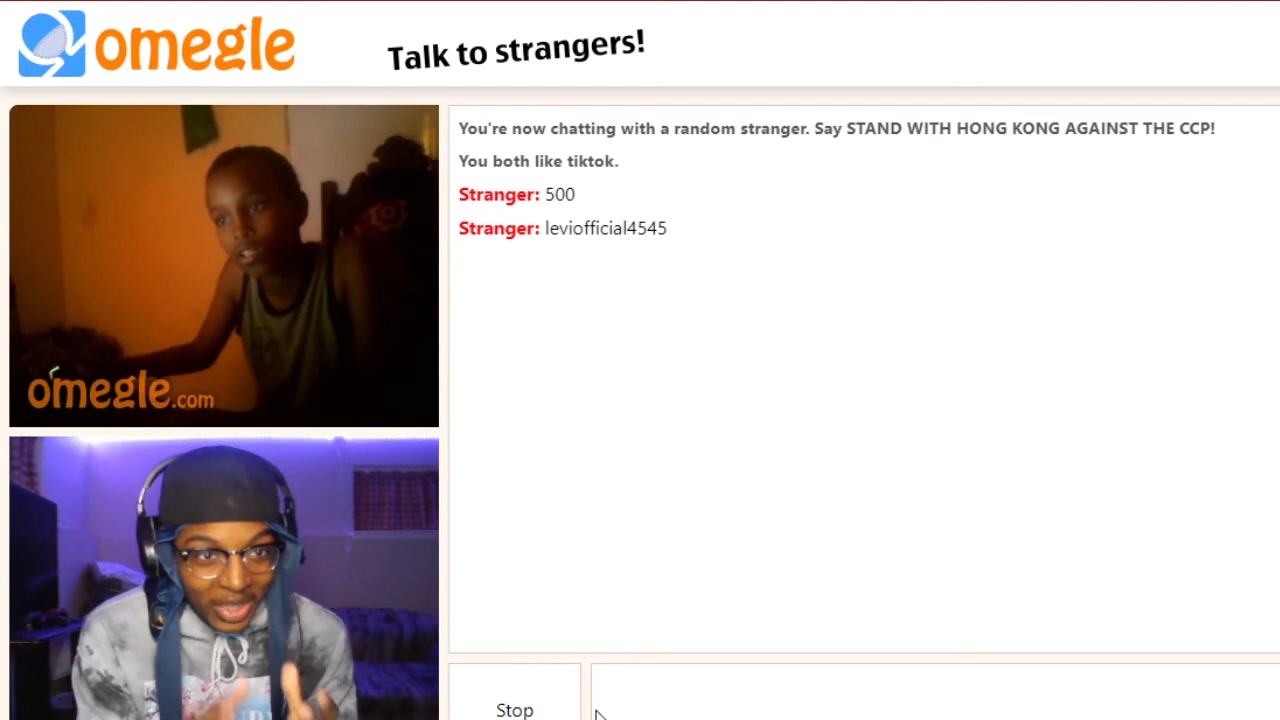 omegle
Talk to strangers!
You're now chatting with a random stranger. Say STAND WITH HONG KONG AGAINST THE CCP!
You both like tiktok.
Stranger: 500
Stranger: leviofficial4545
omegle.com
Stop